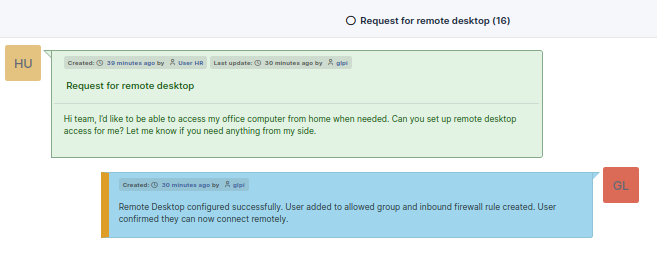 Request for remote desktop (16)
HU
Created: 39 minutes ago by User HR Last update: 30 minutes ago by glpi
Request for remote desktop
Hi team, I'd like to be able to access my office computer from home when needed. Can you set up remote desktop
access for me? Let me know if you need anything from my side.
GL
Created: 30 minutes ago by glpi
Remote Desktop configured successfully. User added to allowed group and inbound firewall rule created. User
confirmed they can now connect remotely.